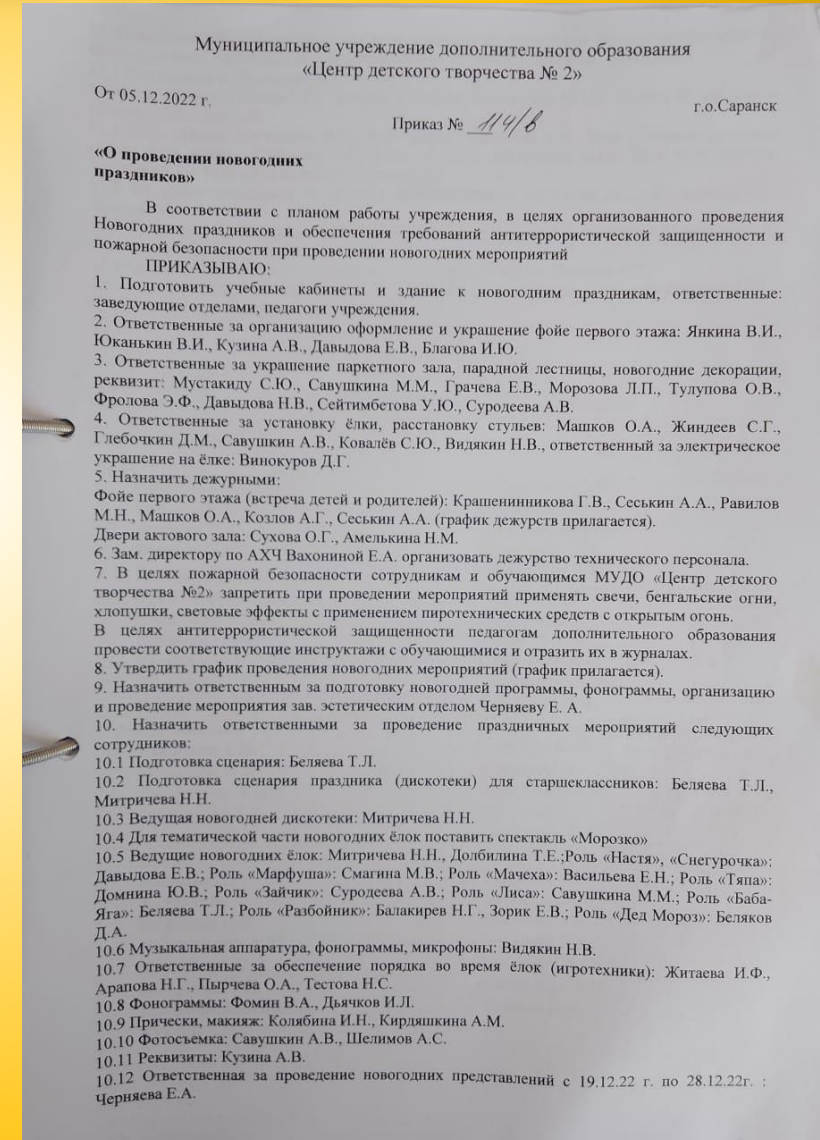 Муниципальное учреждение дополнительного образования
«Центр детского творчества № 2»
От 05.12.2022 г.
г.о.Саранск
Приказ № 114/в
«О проведении новогодних
праздников»
В соответствии с планом работы учреждения, в целях организованного проведения
Новогодних праздников и обеспечения требований антитеррористической защищенности и
пожарной безопасности при проведении новогодних мероприятий
ПРИКАЗЫВАЮ:
1. Подготовить учебные кабинеты и здание к новогодним праздникам, ответственные:
заведующие отделами, педагоги учреждения.
2. Ответственные за организацию оформление и украшение фойе первого этажа: Янкина В.И.,
Юканькин В.И., Кузина А.В., Давыдова Е.В., Благова И.Ю.
3. Ответственные за украшение паркетного зала, парадной лестницы, новогодние декорации,
реквизит: Мустакиду С.Ю., Савушкина М.М., Грачева Е.В., Морозова Л.П., Тулупова О.В.,
Фролова Э.Ф., Давыдова Н.В., Сейтимбетова У.Ю., Суродеева А.В.
4. Ответственные за установку ёлки, расстановку стульев: Машков О.А., Жиндеев С.Г.,
Глебочкин Д.М., Савушкин А.В., Ковалёв С.Ю., Видякин Н.В., ответственный за электрическое
украшение на ёлке: Винокуров Д.Г.
5. Назначить дежурными:
Фойе первого этажа (встреча детей и родителей): Крашенинникова Г.В., Сеськин А.А., Равилов
М.Н., Машков О.А., Козлов А.Г., Сеськин А.А. (график дежурств прилагается).
Двери актового зала: Сухова О.Г., Амелькина Н.М.
6. Зам. директору по АХЧ Вахониной Е.А. организовать дежурство технического персонала.
7. В целях пожарной безопасности сотрудникам и обучающимся МУДО «Центр детского
творчества №2» запретить при проведении мероприятий применять свечи, бенгальские огни,
хлопушки, световые эффекты с применением пиротехнических средств с открытым огонь.
В целях антитеррористической защищенности педагогам дополнительного образования
провести соответствующие инструктажи с обучающимися и отразить их в журналах.
8. Утвердить график проведения новогодних мероприятий (график прилагается).
9. Назначить ответственным за подготовку новогодней программы, фонограммы, организацию
и проведение мероприятия зав. эстетическим отделом Черняеву Е. А.
10. Назначить ответственными за проведение праздничных мероприятий следующих
сотрудников:
10.1 Подготовка сценария: Беляева Т.Л.
10.2 Подготовка сценария праздника (дискотеки) для старшеклассников: Беляева Т.Л.,
Митричева Н.Н.
10.3 Ведущая новогодней дискотеки: Митричева Н.Н.
10.4 Для тематической части новогодних ёлок поставить спектакль «Морозко»
10.5 Ведущие новогодних ёлок: Митричева Н.Н., Долбилина Т.Е.;Роль «Настя», «Снегурочка»:
Давыдова Е.В.; Роль «Марфуша»: Смагина М.В.; Роль «Мачеха»: Васильева Е.Н.; Роль «Тяпа»:
Домнина Ю.В.; Роль «Зайчик»: Суродеева А.В.; Роль «Лиса»: Савушкина М.М.; Роль «Баба-
Яга»: Беляева Т.Л.; Роль «Разбойник»: Балакирев Н.Г., Зорик Е.В.; Роль «Дед Мороз»: Беляков
Д.А.
10.6 Музыкальная аппаратура, фонограммы, микрофоны: Видякин Н.В.
10.7 Ответственные за обеспечение порядка во время ёлок (игротехники): Житаева И.Ф.,
Арапова Н.Г., Пырчева О.А., Тестова Н.С.
10.8 Фонограммы: Фомин В.А., Дьячков И.Л.
10.9 Прически, макияж: Колябина И.Н., Кирдяшкина А.М.
10.10 Фотосъемка: Савушкин А.В., Шелимов А.С.
10.11 Реквизиты: Кузина А.В.
10.12 Ответственная за проведение новогодних представлений с 19.12.22 г. по 28.12.22г. :
Черняева Е.А.